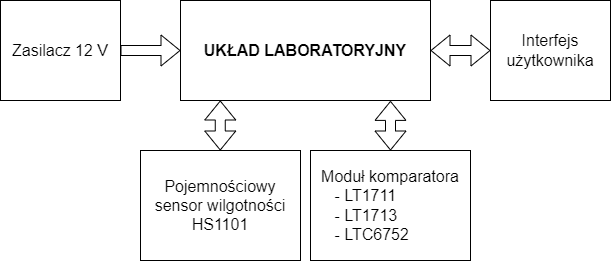 Zasilacz 12 V
UKŁAD LABORATORYJNY
Interfejs
użytkownika
Pojemnościowy
sensor wilgotności
HS1101
Moduł komparatora
- LT1711
- LT1713
- LTC6752